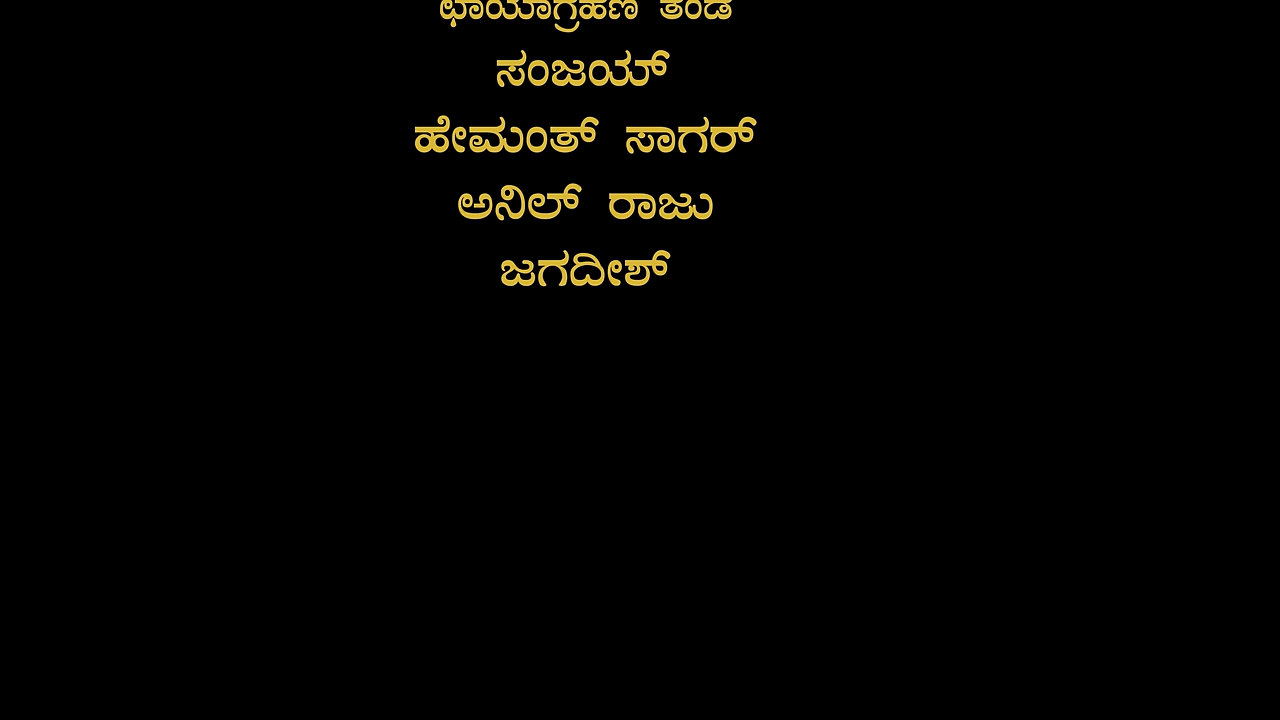 ಛಾಯಾಗ್ರಹಣ ತಂಡ
ಸಂಜಯ್
ಹೇಮಂತ್ ಸಾಗರ್
ಅನಿಲ್ ರಾಜು
ಜಗದೀಶ್